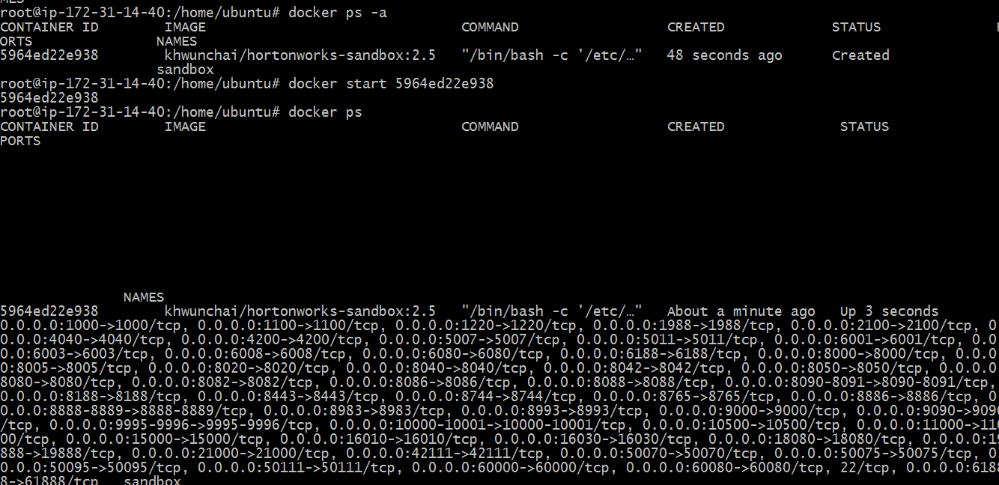 MES
root@ip-172-31-14-40:/home/ubuntu# docker ps -a
CONTAINER ID IMAGE COMMAND CREATED STATUS P
ORTS NAMES
5964ed22e938 khwunchai/hortonworks-sandbox:2.5 "/bin/bash -c '/etc/…" 48 seconds ago Created
sandbox
root@ip-172-31-14-40:/home/ubuntu# docker start 5964ed22e938
5964ed22e938
root@ip-172-31-14-40:/home/ubuntu# docker ps
CONTAINER ID IMAGE COMMAND CREATED STATUS
PORTS
NAMES
5964ed22e938 khwunchai/hortonworks-sandbox:2.5 "/bin/bash -c '/etc/…" About a minute ago Up 3 seconds
0.0.0.0:1000->1000/tcp, 0.0.0.0:1100->1100/tcp, 0.0.0.0:1220->1220/tcp, 0.0.0.0:1988->1988/tcp, 0.0.0.0:2100->2100/tcp, 0
.0.0.0:4040->4040/tcp, 0.0.0.0:4200->4200/tcp, 0.0.0.0:5007->5007/tcp, 0.0.0.0:5011->5011/tcp, 0.0.0.0:6001->6001/tcp, 0.0
.0.0:6003->6003/tcp, 0.0.0.0:6008->6008/tcp, 0.0.0.0:6080->6080/tcp, 0.0.0.0:6188->6188/tcp, 0.0.0.0:8000->8000/tcp, 0.0.0
.0:8005->8005/tcp, 0.0.0.0:8020->8020/tcp, 0.0.0.0:8040->8040/tcp, 0.0.0.0:8042->8042/tcp, 0.0.0.0:8050->8050/tcp, 0.0.0.0
:8080->8080/tcp, 0.0.0.0:8082->8082/tcp, 0.0.0.0:8086->8086/tcp, 0.0.0.0:8088->8088/tcp, 0.0.0.0:8090-8091->8090-8091/tcp,
0.0.0.0:8188->8188/tcp, 0.0.0.0:8443->8443/tcp, 0.0.0.0:8744->8744/tcp, 0.0.0.0:8765->8765/tcp, 0.0.0.0:8886->8886/tcp, 0
.0.0.0:8888-8889->8888-8889/tcp, 0.0.0.0:8983->8983/tcp, 0.0.0.0:8993->8993/tcp, 0.0.0.0:9000->9000/tcp, 0.0.0.0:9090->9090
/tcp, 0.0.0.0:9995-9996->9995-9996/tcp, 0.0.0.0:10000-10001->10000-10001/tcp, 0.0.0.0:10500->10500/tcp, 0.0.0.0:11000->110
00/tcp, 0.0.0.0:15000->15000/tcp, 0.0.0.0:16010->16010/tcp, 0.0.0.0:16030->16030/tcp, 0.0.0.0:18080->18080/tcp, 0.0.0.0:19
888->19888/tcp, 0.0.0.0:21000->21000/tcp, 0.0.0.0:42111->42111/tcp, 0.0.0.0:50070->50070/tcp, 0.0.0.0:50075->50075/tcp, 0
.0.0.0:50095->50095/tcp, 0.0.0.0:50111->50111/tcp, 0.0.0.0:60000->60000/tcp, 0.0.0.0:60080->60080/tcp, 22/tcp, 0.0.0.0:6188
8->61888/tcp sandbox